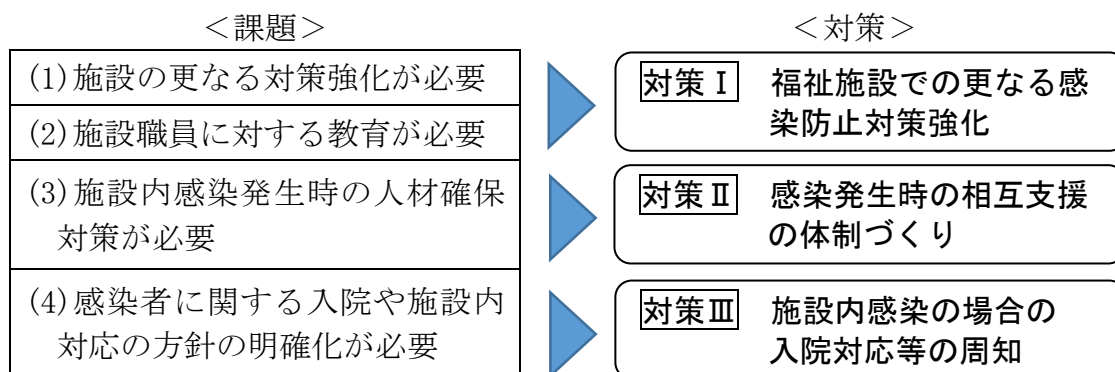 ＜課題＞
＜対策＞
(1)施設の更なる対策強化が必要
(2)施設職員に対する教育が必要
(3)施設内感染発生時の人材確保
対策が必要
(4)感染者に関する入院や施設内
対応の方針の明確化が必要
対策Ⅰ 福祉施設での更なる感
染防止対策強化
対策Ⅱ 感染発生時の相互支援
の体制づくり
対策Ⅲ 施設内感染の場合の
入院対応等の周知